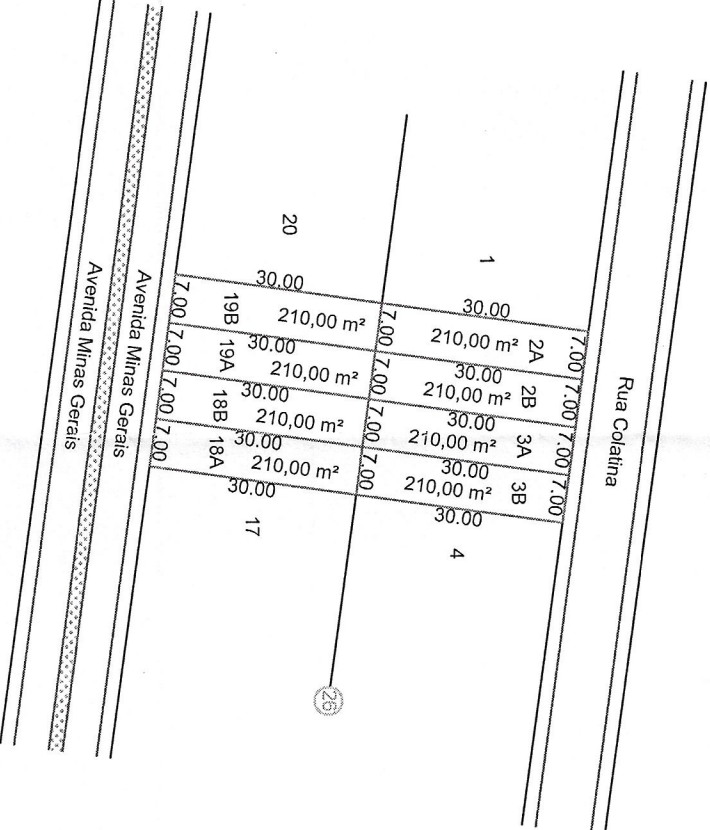 Rua Colatina
1
4
30.00
2A
210,00 m²
7.00
7.00
30.00
2B
210,00 m²
7.00
7.00
30.00
3A
210,00 m²
7.00
7.00
30.00
3B
210,00 m²
7.00
7.00
30.00
20
17
30.00
19B
210,00 m²
7.00
30.00
19A
210,00 m²
7.00
30.00
18B
210,00 m²
7.00
30.00
18A
210,00 m²
7.00
30.00
26
Avenida Minas Gerais
Avenida Minas Gerais